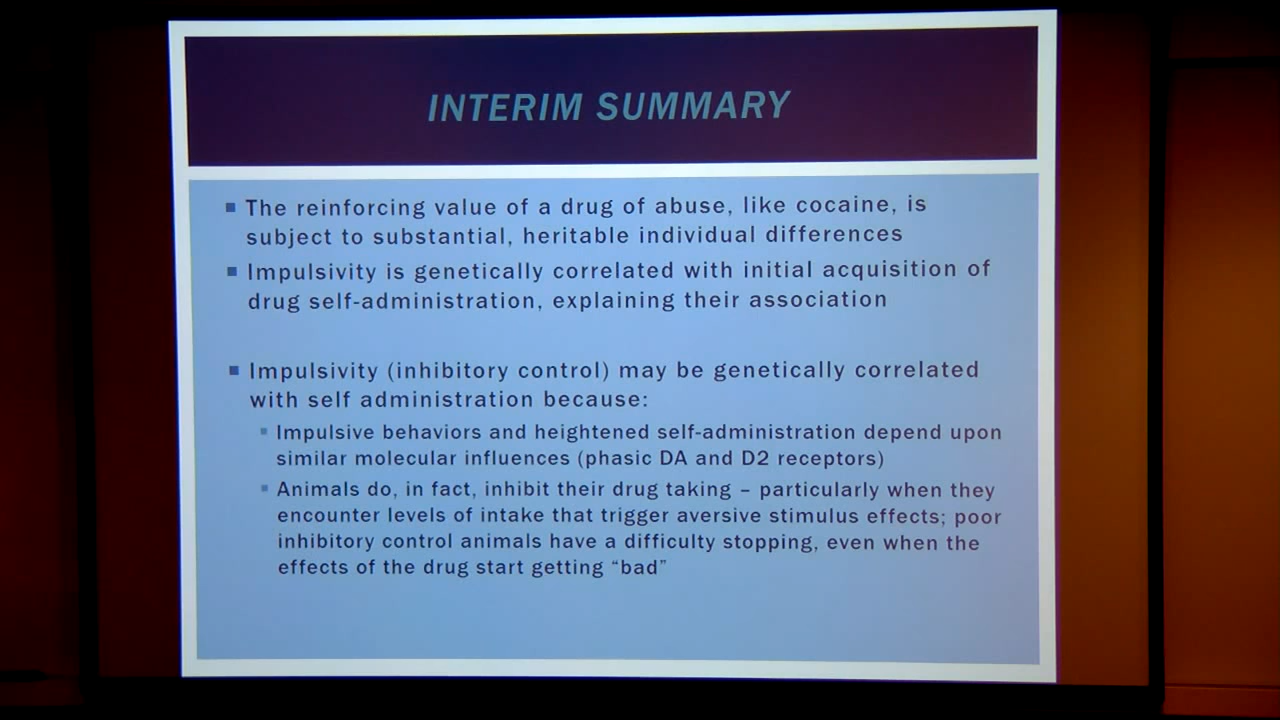 INTERIM SUMMARY
▪ The reinforcing value of a drug of abuse, like cocaine, is
subject to substantial, heritable individual differences
▪ Impulsivity is genetically correlated with initial acquisition of
drug self-administration, explaining their association
▪ Impulsivity (inhibitory control) may be genetically correlated
with self administration because:
▪ Impulsive behaviors and heightened self-administration depend upon
similar molecular influences (phasic DA and D2 receptors)
▪ Animals do, in fact, inhibit their drug taking – particularly when they
encounter levels of intake that trigger aversive stimulus effects; poor
inhibitory control animals have a difficulty stopping, even when the
effects of the drug start getting “bad”